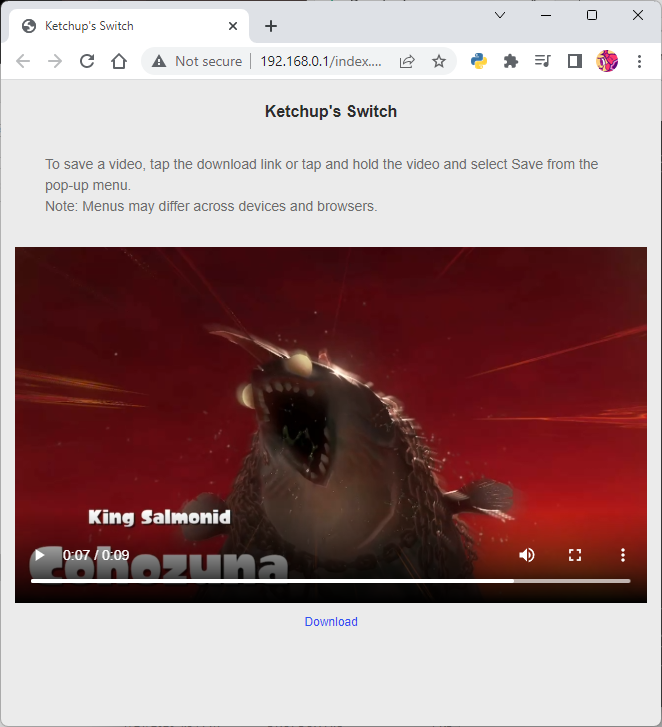 Ketchup's Switch
Not secure
192.168.0.1/index....
Ketchup's Switch
To save a video, tap the download link or tap and hold the video and select Save from the
pop-up menu.
Note: Menus may differ across devices and browsers.
King Salmonid
Cohozuna
0:07 / 0:09
Download